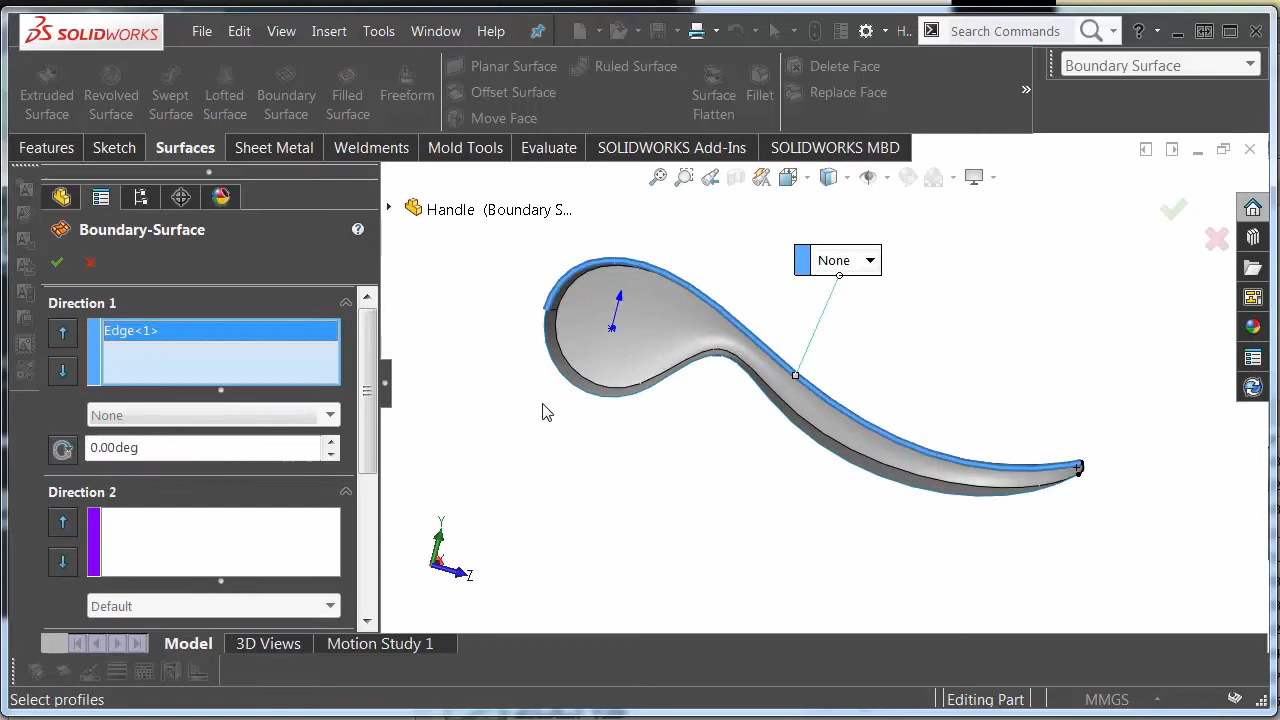 SOLIDWORKS
File Edit View Insert Tools Window Help
H..
Search Commands
?
Extruded Surface
Revolved Surface
Swept Surface
Lofted Surface
Boundary Surface
Filled Surface
Freeform
Planar Surface
Offset Surface
Move Face
Ruled Surface
Surface Flatten
Fillet
Delete Face
Replace Face
»
Boundary Surface
Features Sketch Surfaces Sheet Metal Weldments Mold Tools Evaluate SOLIDWORKS Add-Ins SOLIDWORKS MBD
Handle (Boundary S...
Boundary-Surface
?
Direction 1
Edge<1>
None
0.00deg
Direction 2
Default
None
Y
X
Z
Model 3D Views Motion Study 1
Select profiles
Editing Part
MMGS